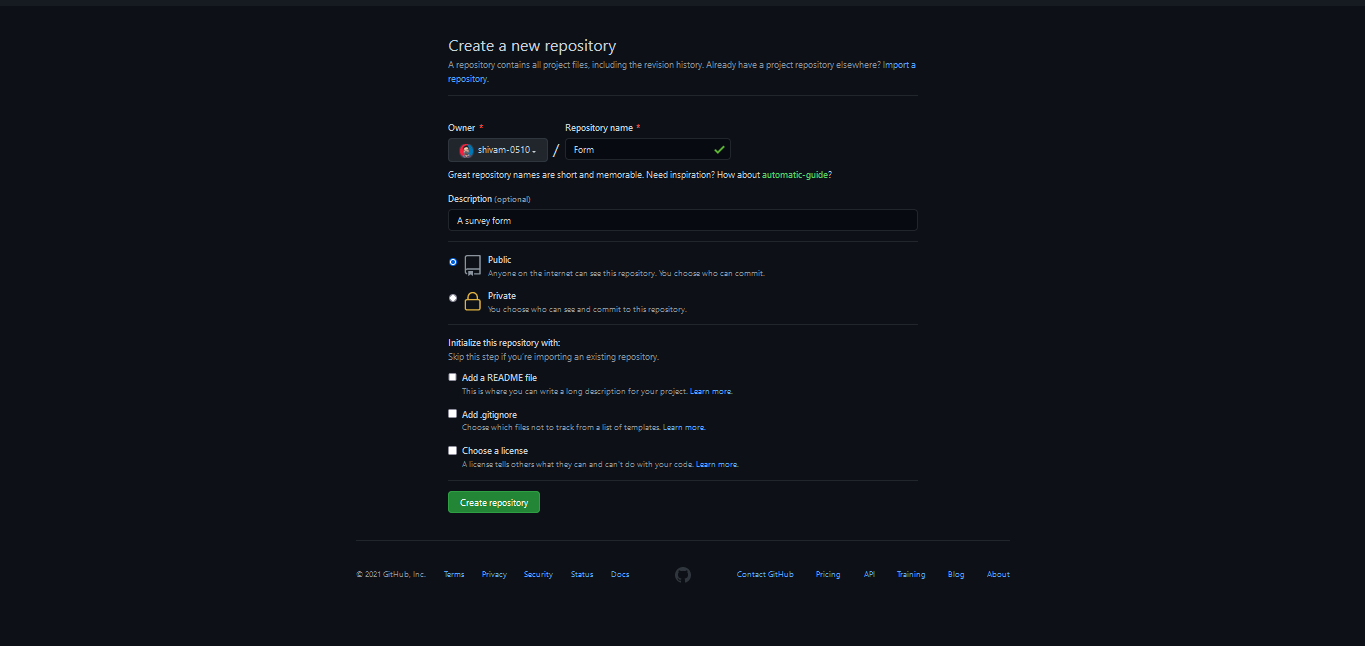 Create a new repository
A repository contains all project files, including the revision history. Already have a project repository elsewhere? Import a
repository.
Owner * Repository name *
shivam-0510 / Form
Great repository names are short and memorable. Need inspiration? How about automatic-guide?
Description (optional)
A survey form
Public
Anyone on the internet can see this repository. You choose who can commit.
Private
You choose who can see and commit to this repository.
Initialize this repository with:
Skip this step if you're importing an existing repository.
Add a README file
This is where you can write a long description for your project. Learn more.
Add .gitignore
Choose which files not to track from a list of templates. Learn more.
Choose a license
A license tells others what they can and can't do with your code. Learn more.
Create repository
© 2021 GitHub, Inc. Terms Privacy Security Status Docs Contact GitHub Pricing API Training Blog About